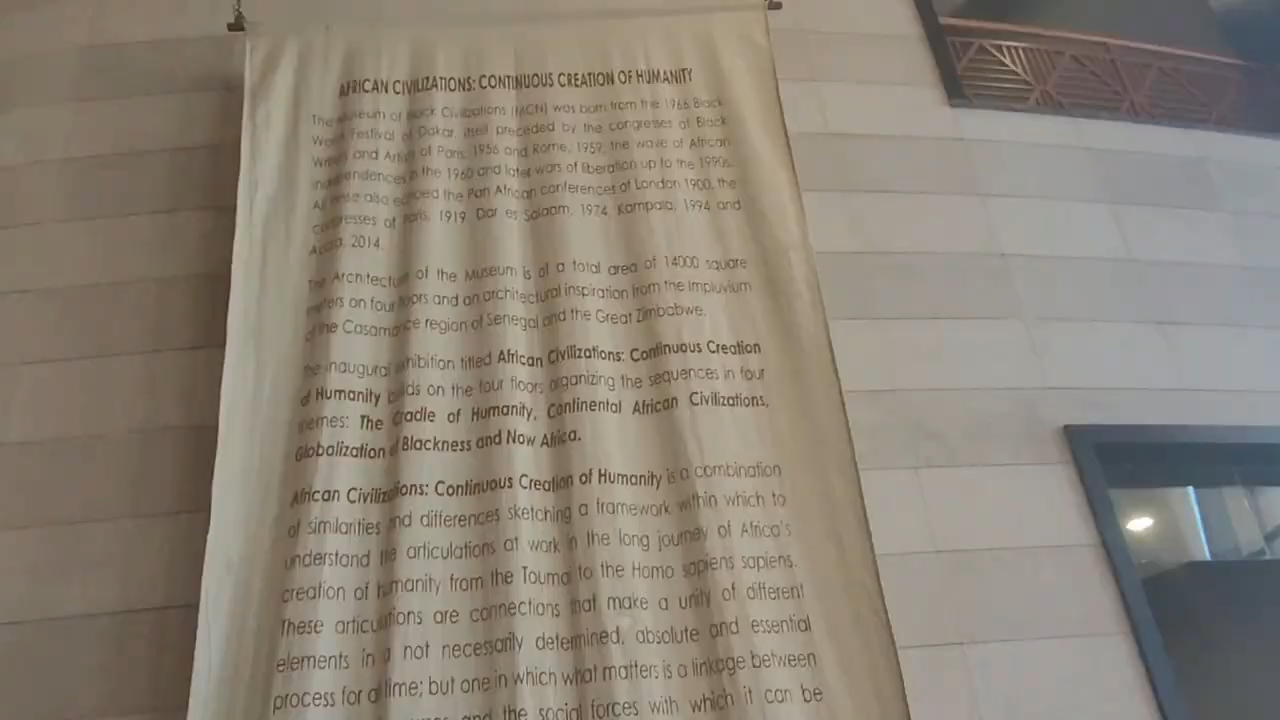 AFRICAN CIVILIZATIONS: CONTINUOUS CREATION OF HUMANITY
The Museum of Black Civilizations (MCN) was born from the 1966 Black
World Festival of Dakar, itself preceded by the congresses of Black
Writers and Artists of Paris, 1956 and Rome, 1959, the wave of African
independences in the 1960 and later wars of liberation up to the 1990s.
All these also echoed the Pan African conferences of London 1900, the
congresses of Paris, 1919 Dar es Salaam, 1974 Kampala, 1994 and
Accra, 2014.
The Architecture of the Museum is of a total area of 14000 square
meters on four floors and an architectural inspiration from the Impluvium
of the Casamance region of Senegal and the Great Zimbabwe.
The inaugural exhibition titled African Civilizations: Continuous Creation
of Humanity builds on the four floors organizing the sequences in four
themes: The Cradle of Humanity, Continental African Civilizations,
Globalization of Blackness and Now Africa.
African Civilizations: Continuous Creation of Humanity is a combination
of similarities and differences sketching a framework within which to
understand the articulations at work in the long journey of Africa's
creation of humanity from the Toumaï to the Homo sapiens sapiens.
These articulations are connections that make a unity of different
elements in a not necessarily determined, absolute and essential
process for a time; but one in which what matters is a linkage between
and the social forces with which it can be